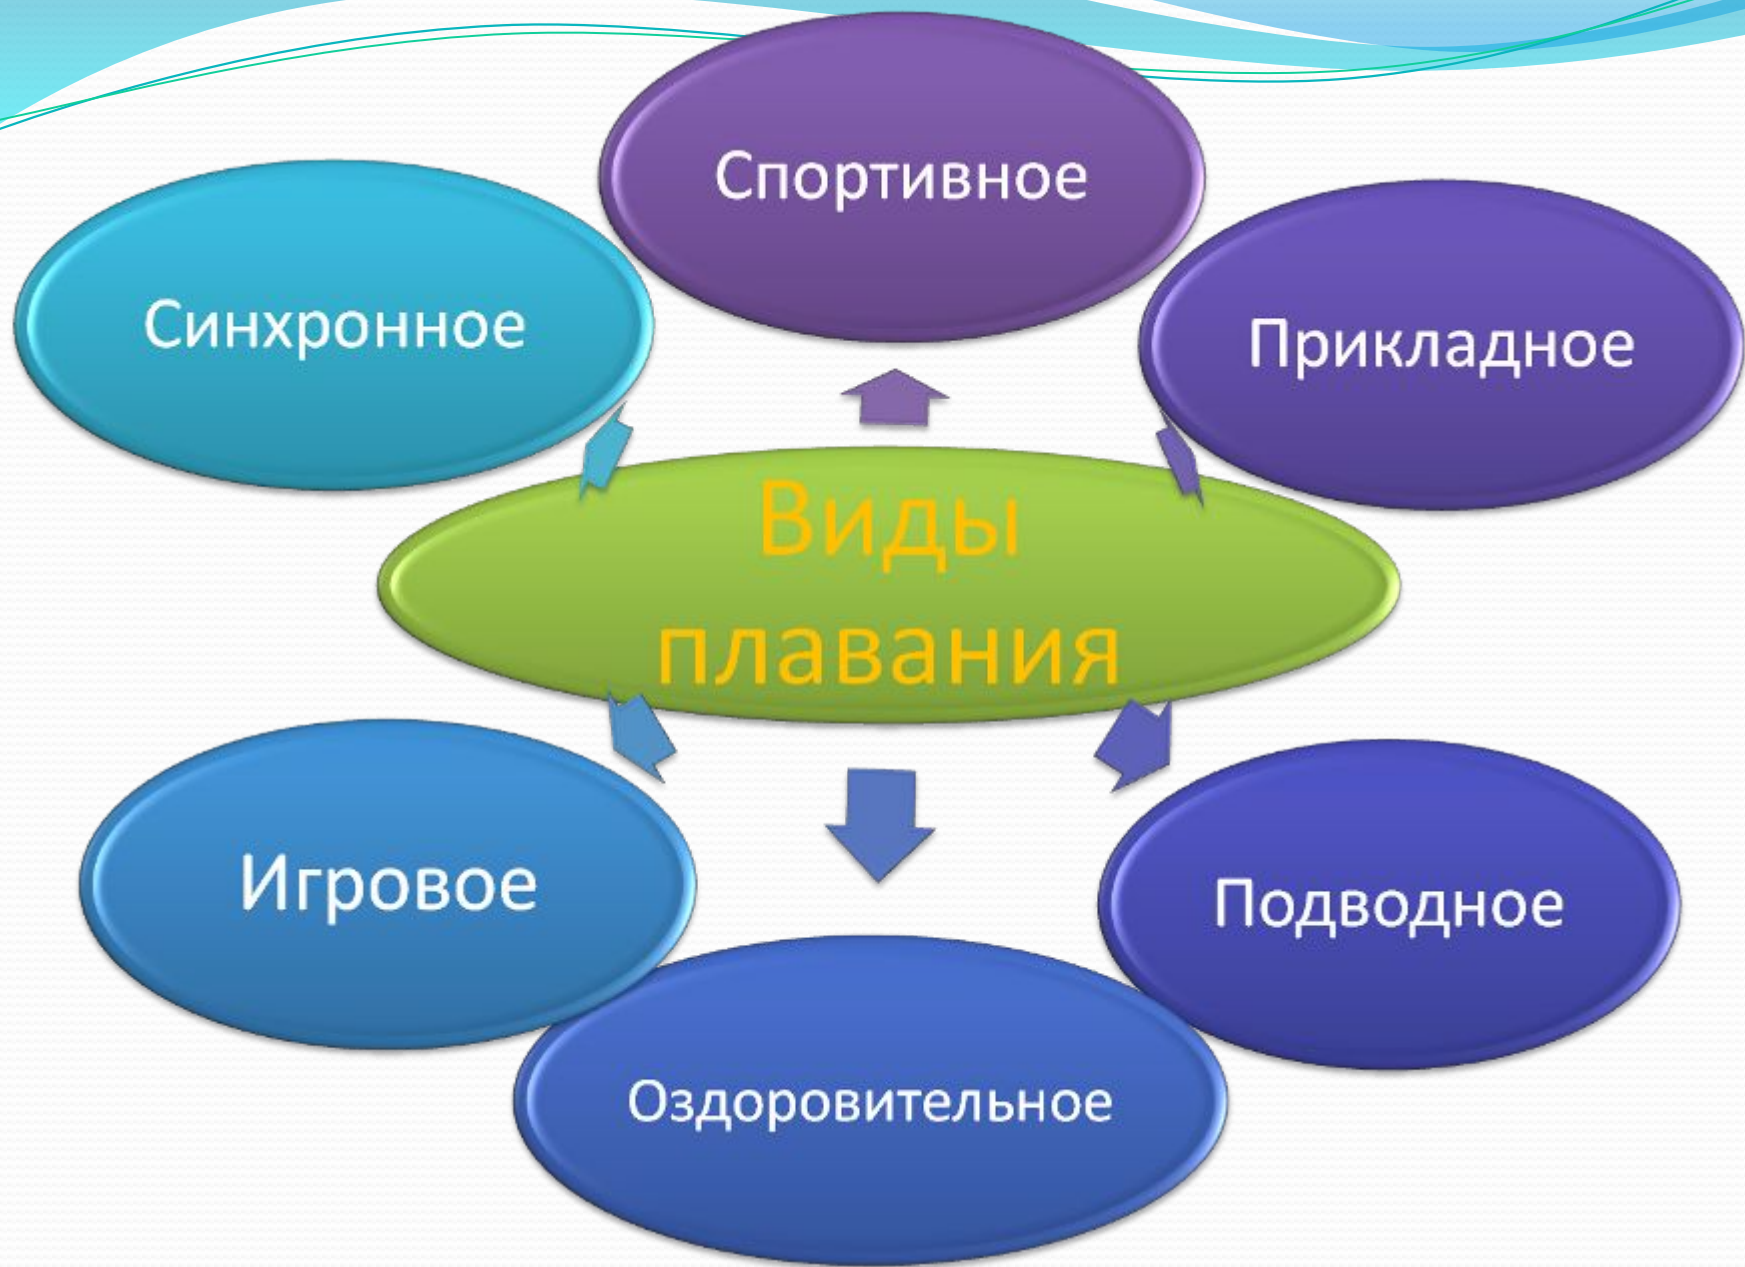 Спортивное
Синхронное
Прикладное
Виды
плавания
Игровое
Подводное
Оздоровительное